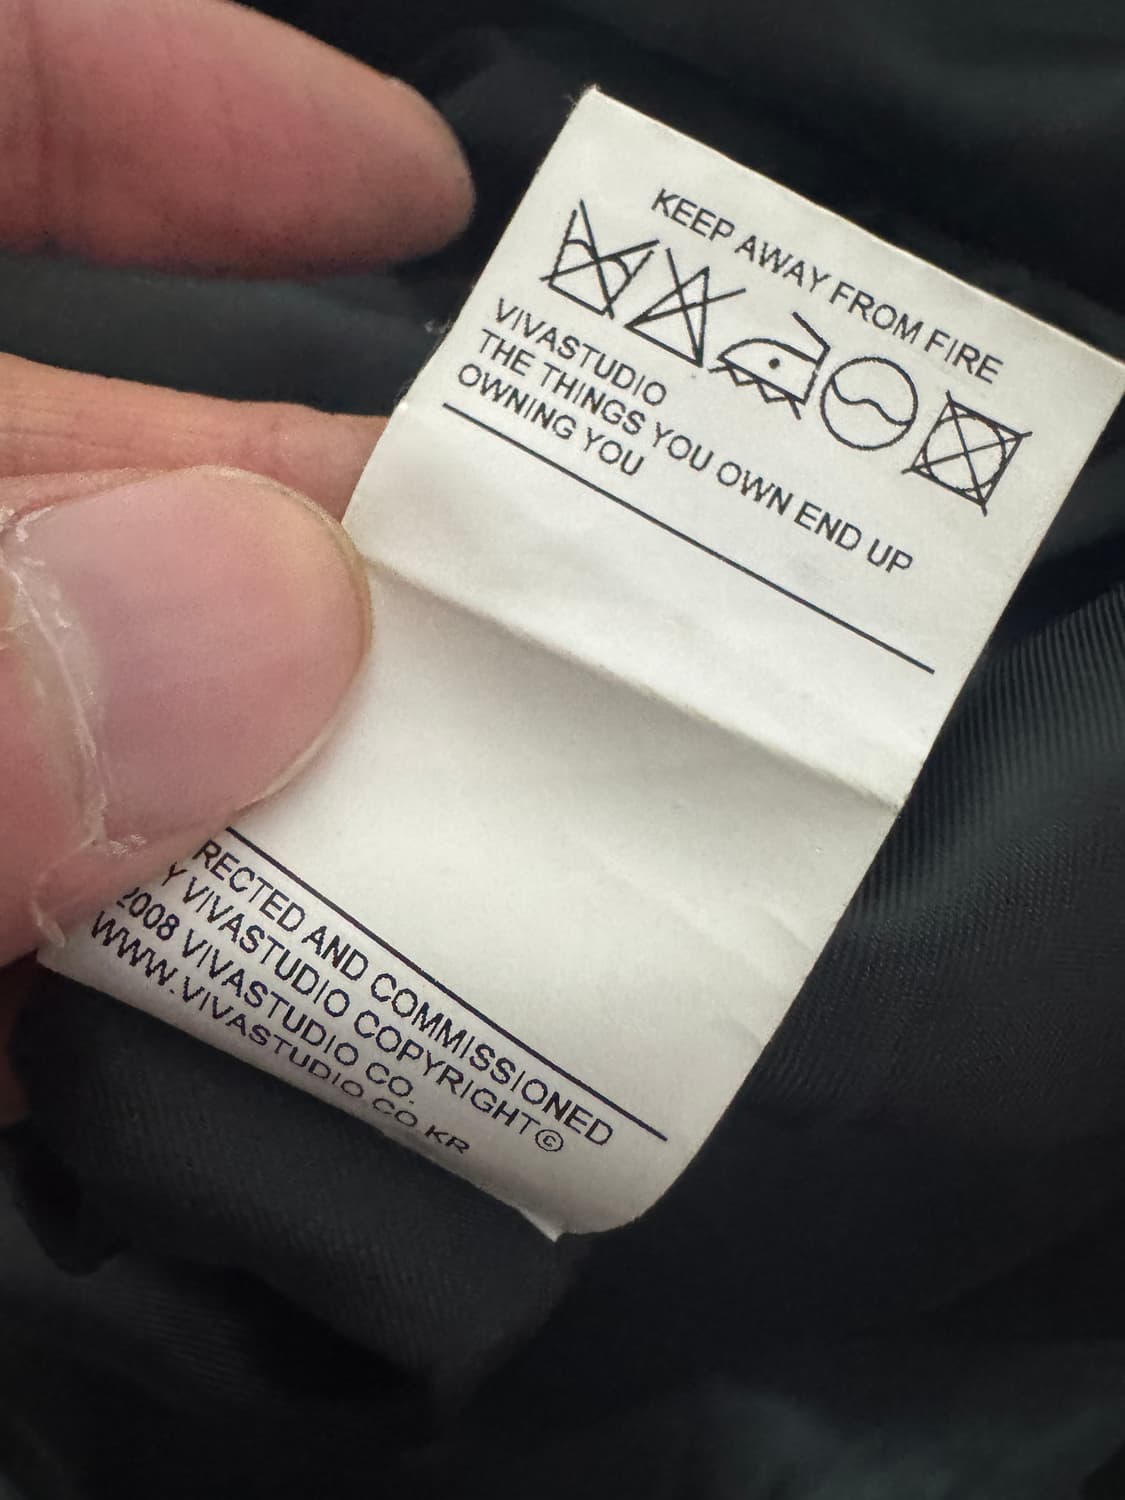 KEEP AWAY FROM FIRE
VIVASTUDIO
THE THINGS YOU OWN END UP
OWNING YOU
RECTED AND COMMISSIONED
Y VIVASTUDIO COPYRIGHT©
2008 VIVASTUDIO CO.
WWW.VIVASTUDIO.CO.KR